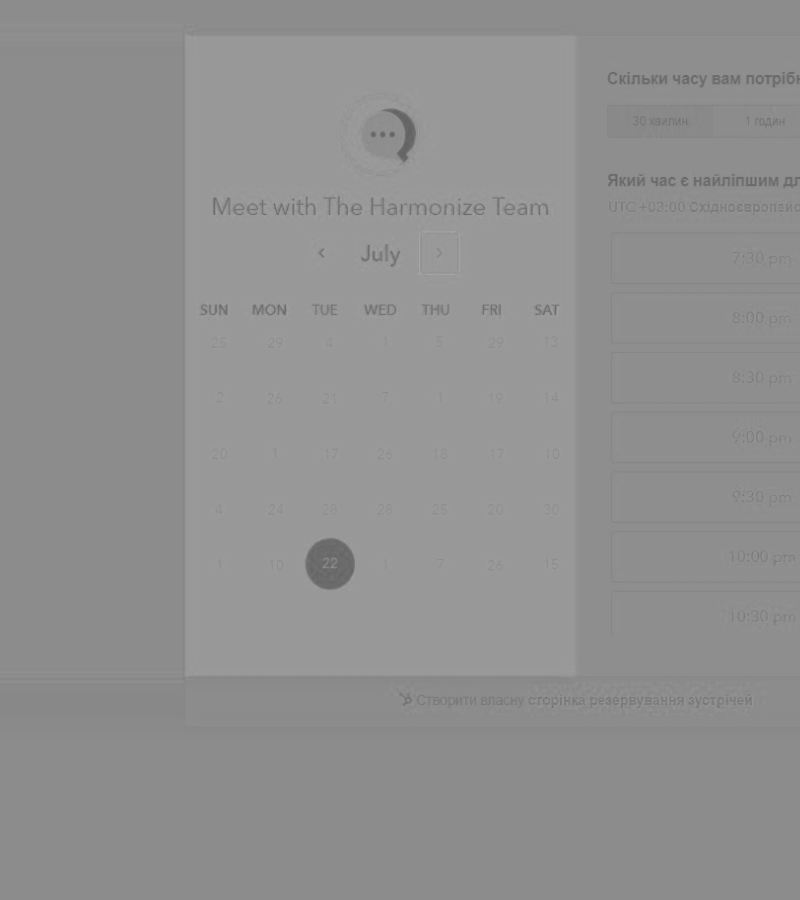 Meet with The Harmonize Team
July
SUN MON TUE WED THU FRI SAT
25 29 4 1 5 29 13
2 26 21 7 1 19 14
20 1 17 26 18 17 10
4 24 28 28 25 20 30
1 10 22 1 7 26 15
Скільки часу вам потрібн
30 хвилин 1 годин
Який час є найліпшим дл
UTC +03:00 Східноєвропейс
7:30 pm
8:00 pm
8:30 pm
9:00 pm
9:30 pm
10:00 pm
10:30 pm
Створити власну сторінка резервування зустрічей